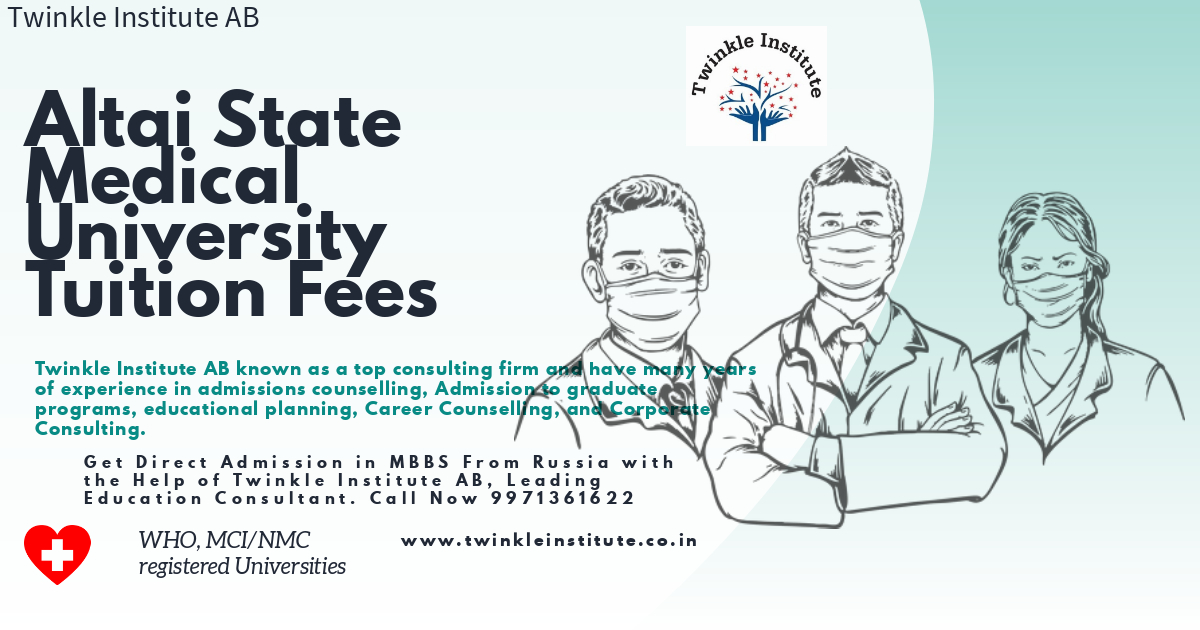 Twinkle Institute AB
Twinkle Institute
Altai State
Medical
University
Tuition Fees
Twinkle Institute AB known as a top consulting firm and have many years
of experience in admissions counselling, Admission to graduate
programs, educational planning, Career Counselling, and Corporate
Consulting.
Get Direct Admission in MBBS From Russia with
the Help of Twinkle Institute AB, Leading
Education Consultant. Call Now 9971361622
WHO, MCI/NMC
registered Universities
www.twinkleinstitute.co.in